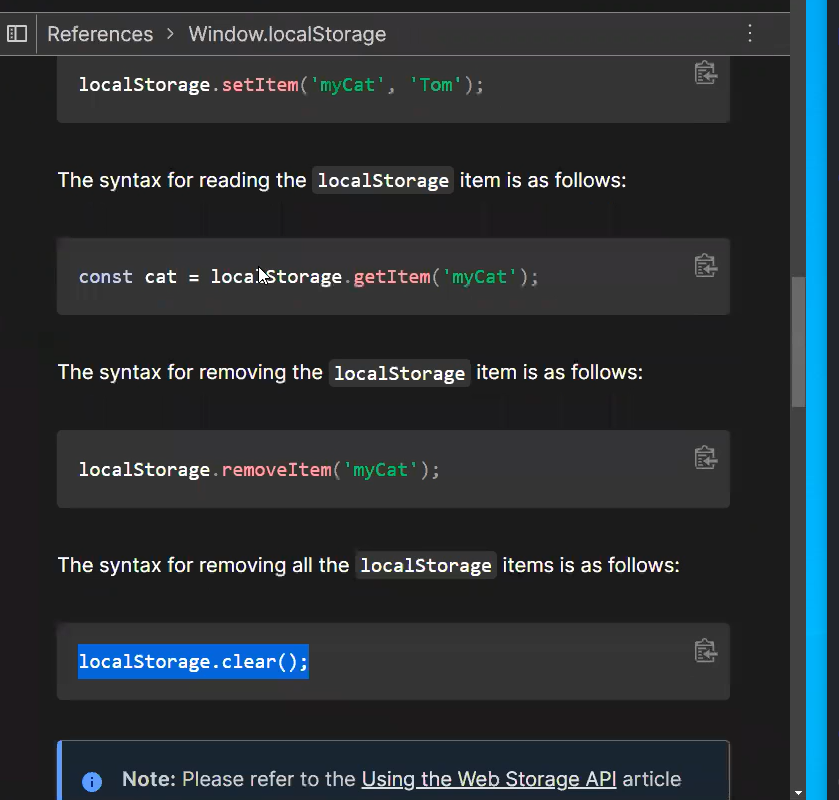 References > Window.localStorage
localStorage.setItem('myCat', 'Tom');
The syntax for reading the localStorage item is as follows:
const cat = localStorage.getItem('myCat');
The syntax for removing the localStorage item is as follows:
localStorage.removeItem('myCat');
The syntax for removing all the localStorage items is as follows:
localStorage.clear();
Note: Please refer to the Using the Web Storage API article